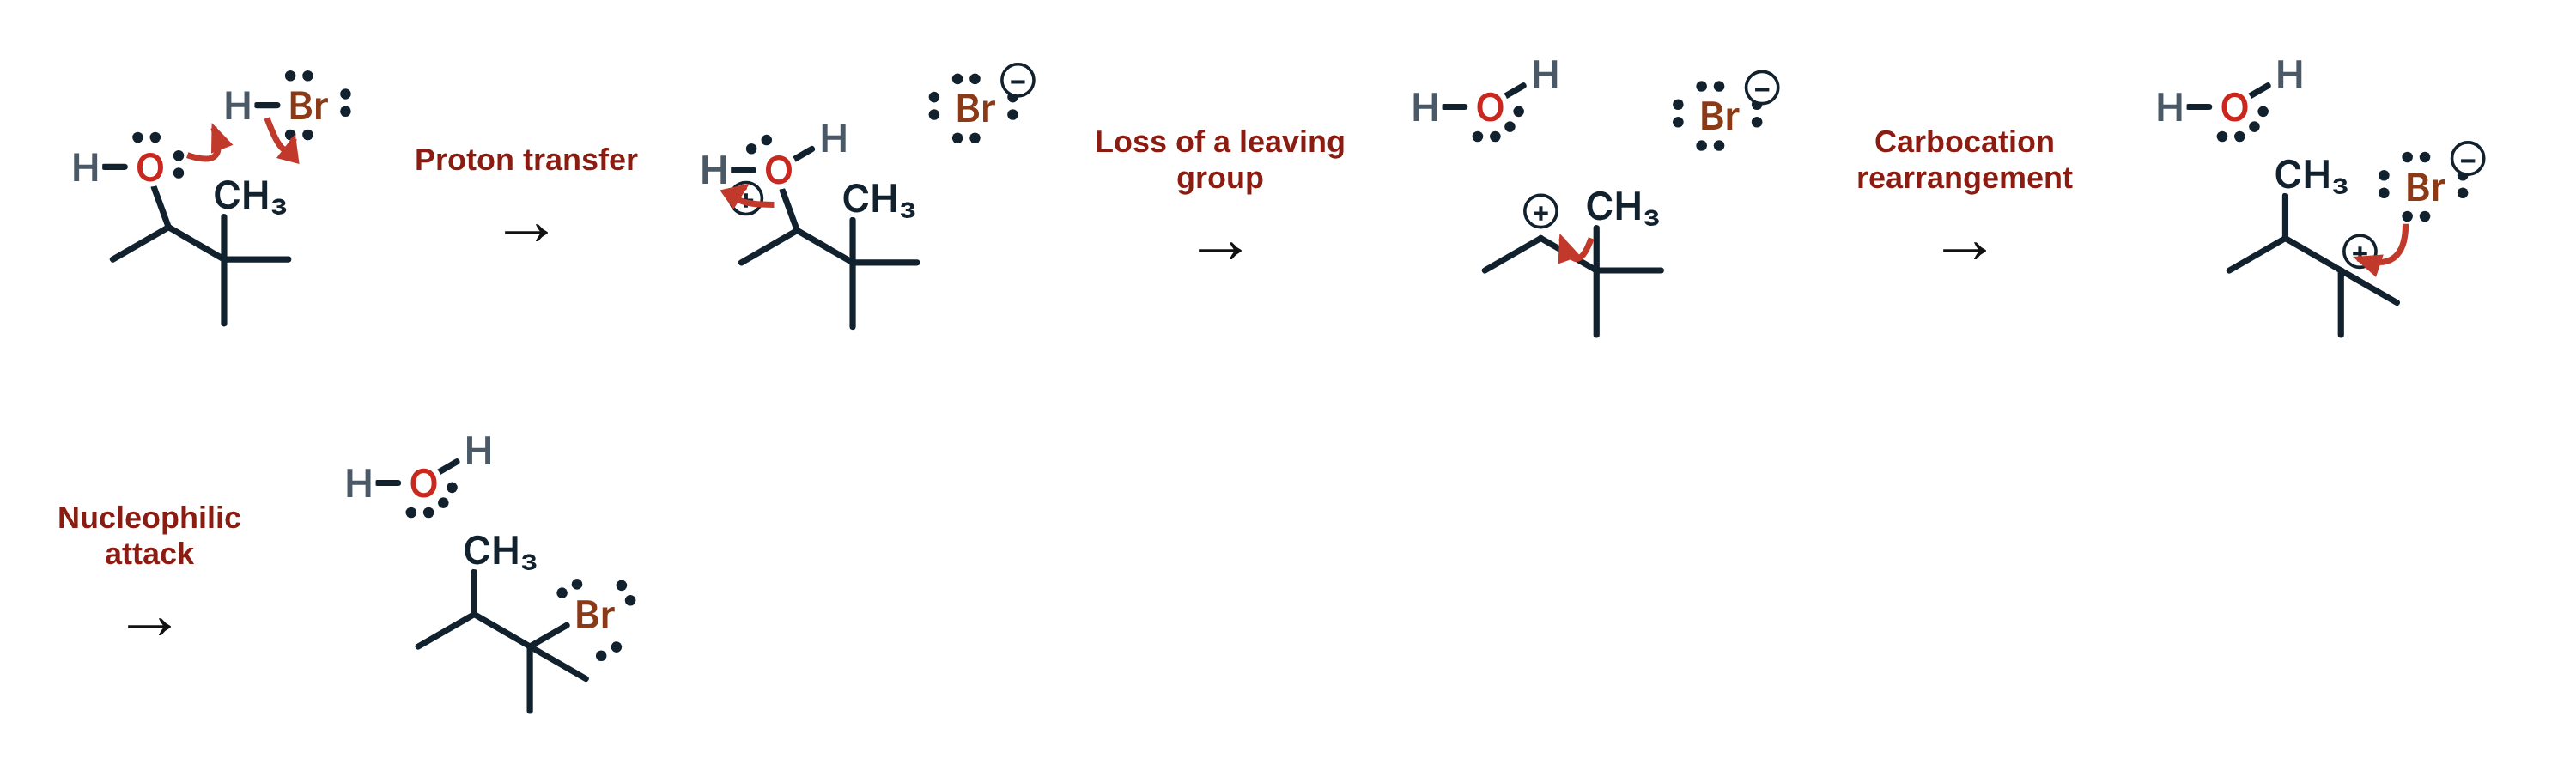 H Br
H O
CH₃
Proton transfer
→
H O H
+
CH₃
Br −
Loss of a leaving
group
→
H O H
Br −
+
CH₃
Carbocation
rearrangement
→
H O H
CH₃
Br −
+
Nucleophilic
attack
→
H O H
CH₃
Br